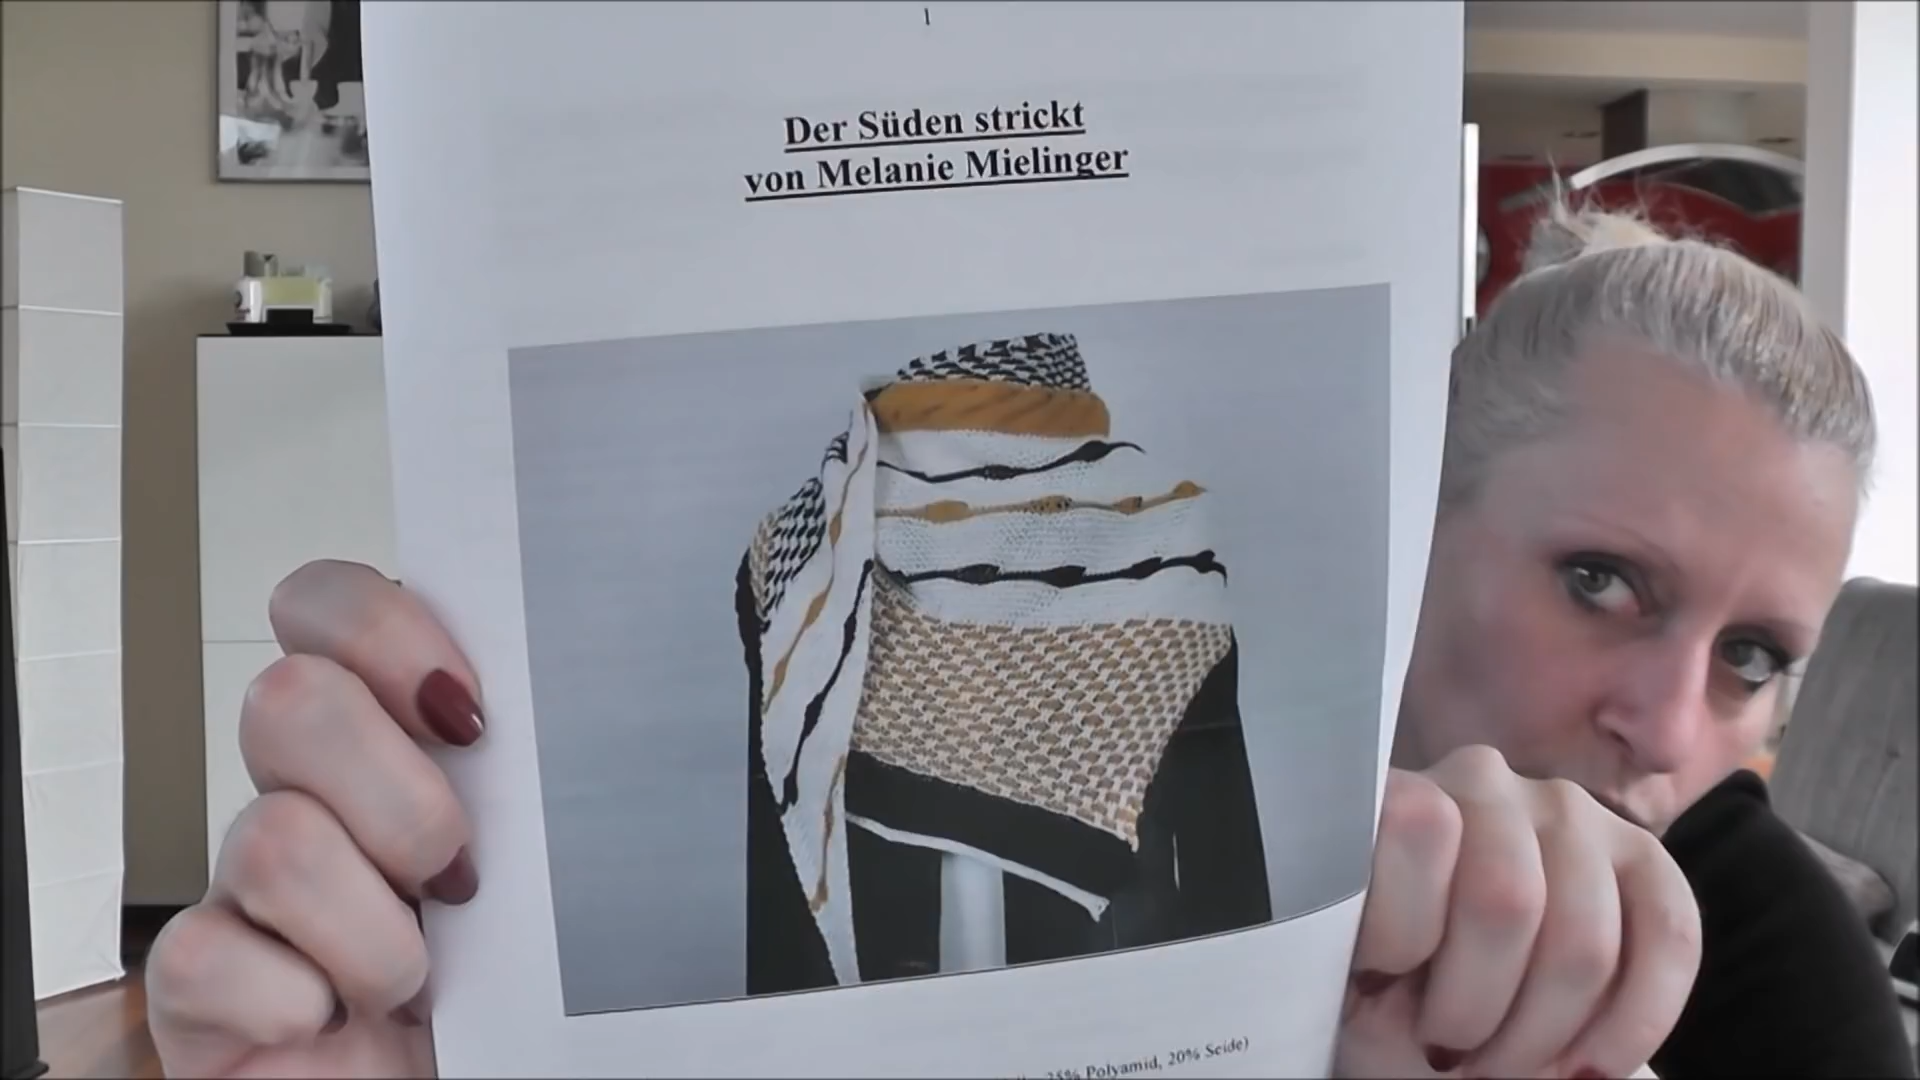 1
Der Süden strickt
von Melanie Mielinger
25% Polyamid, 20% Seide)